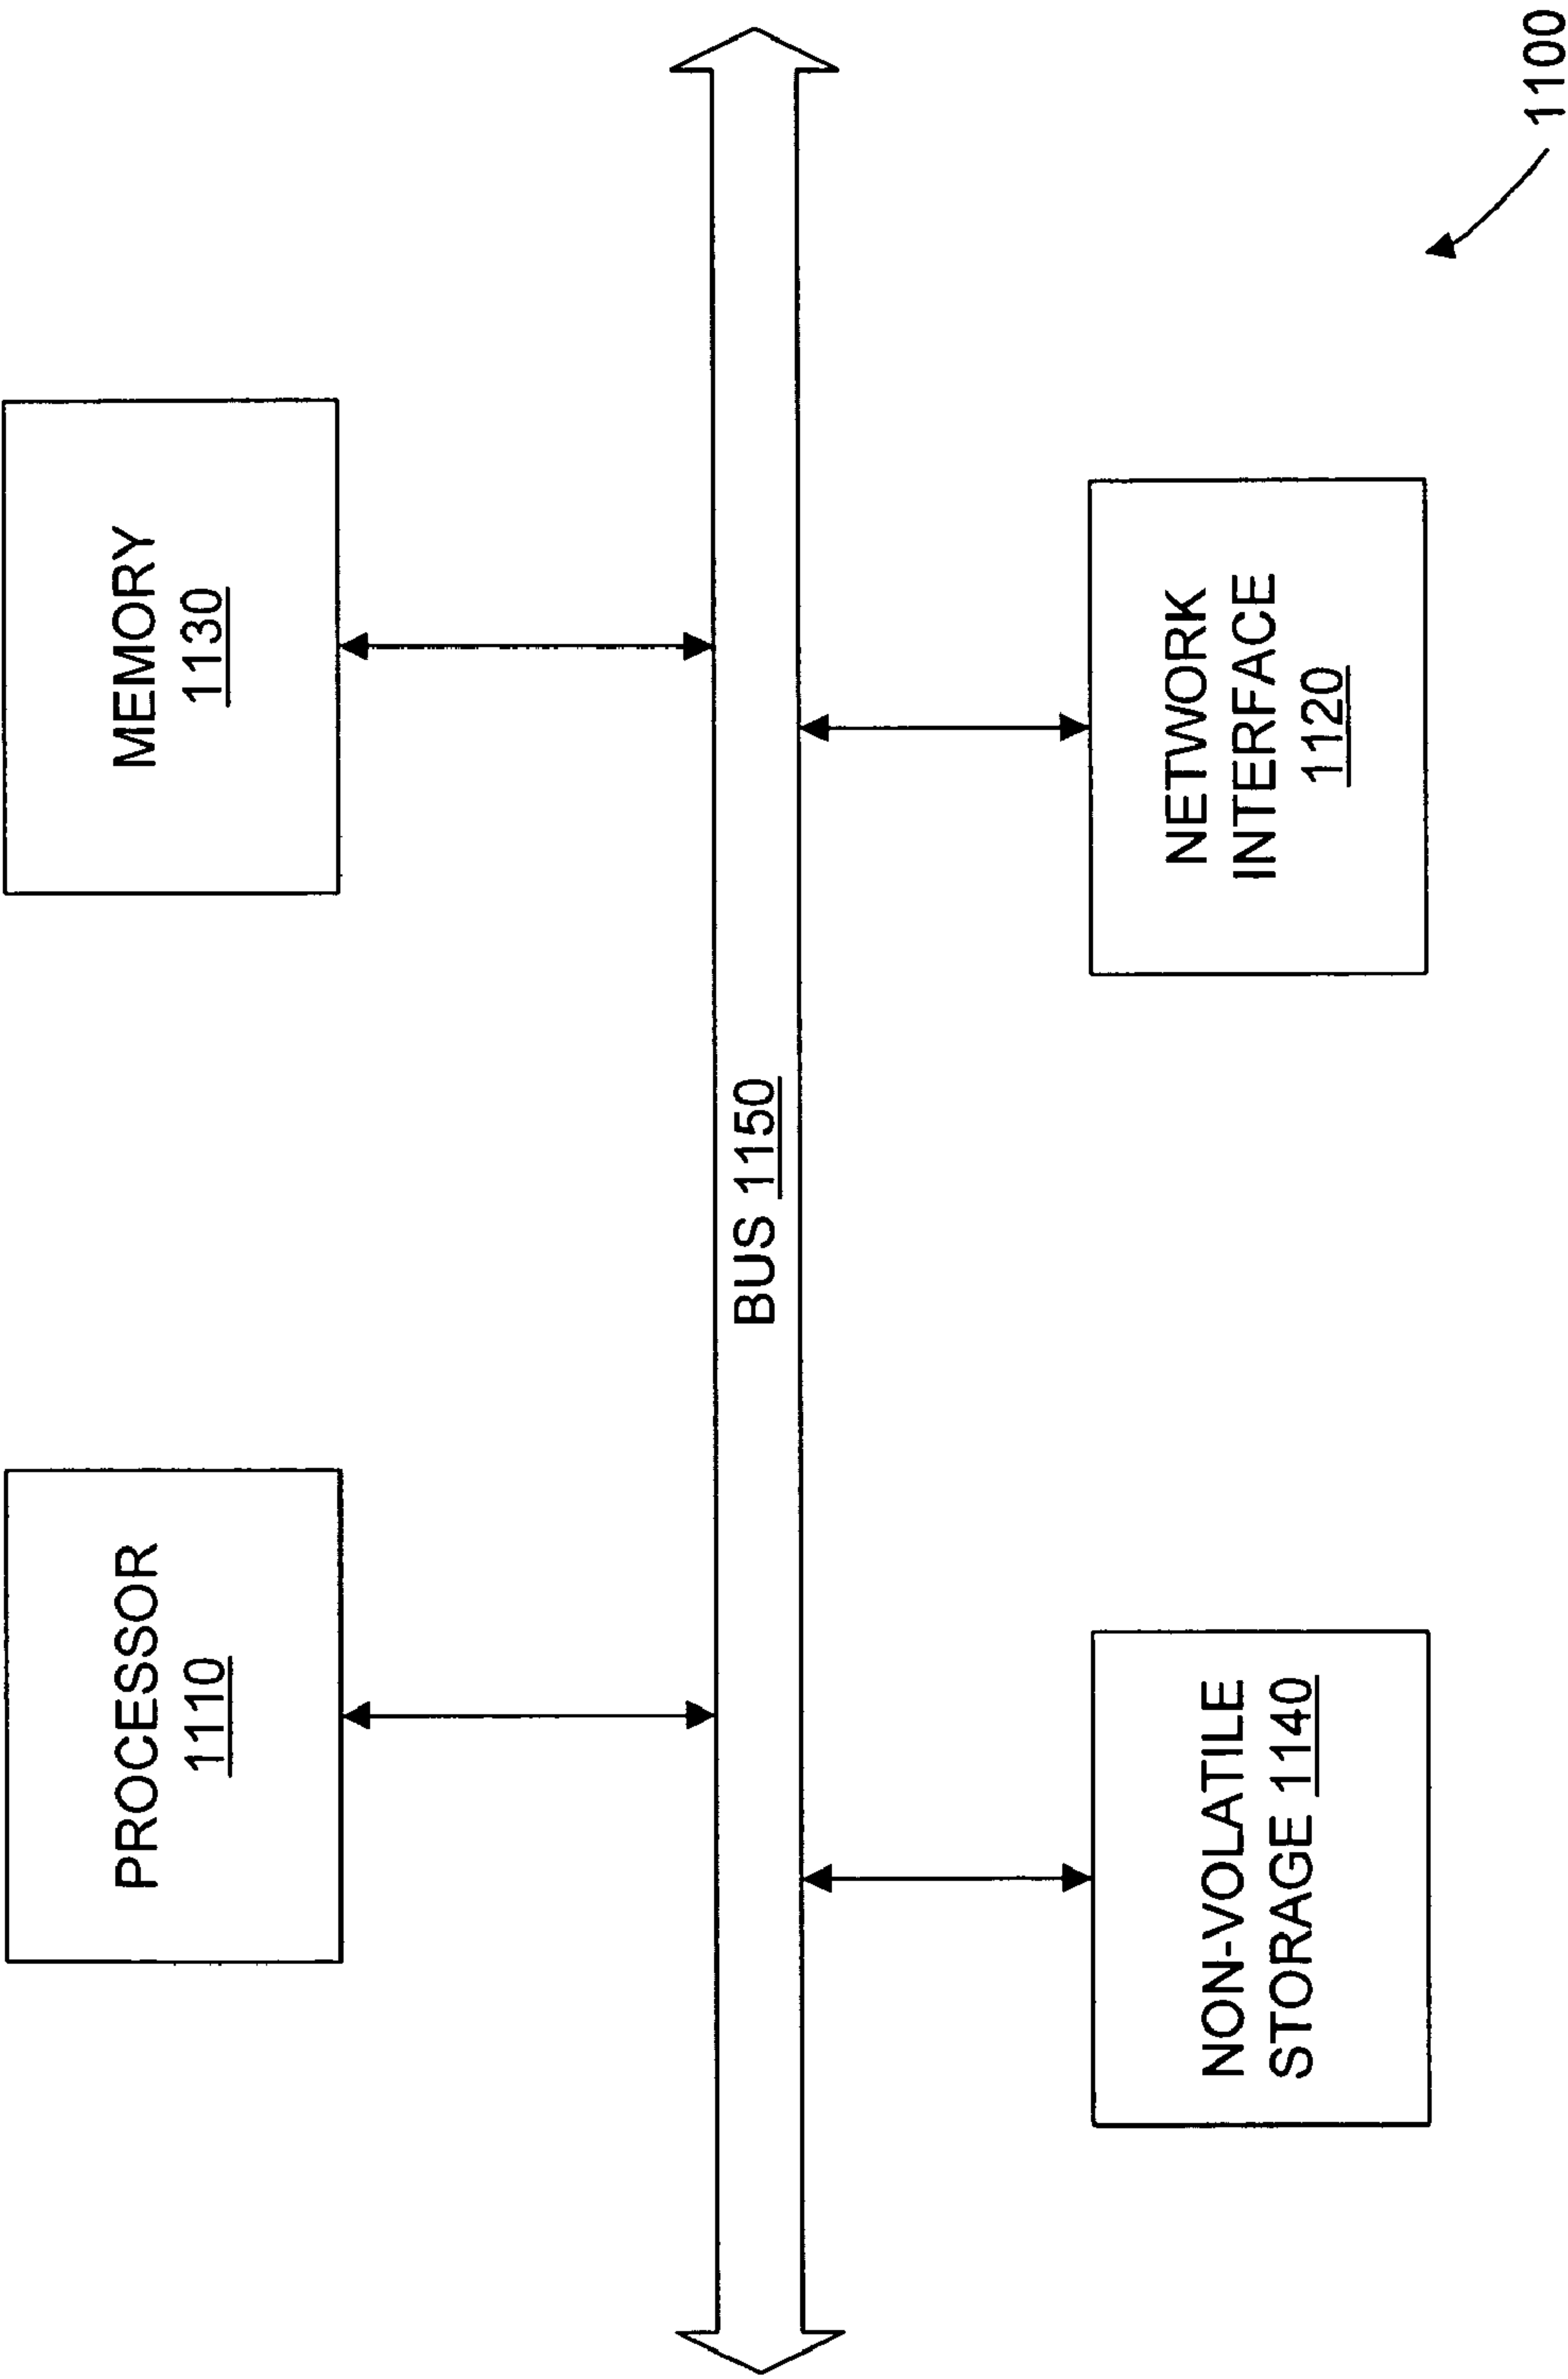 PROCESSOR
1110
MEMORY
1130
BUS 1150
NON-VOLATILE
STORAGE 1140
NETWORK
INTERFACE
1120
1100